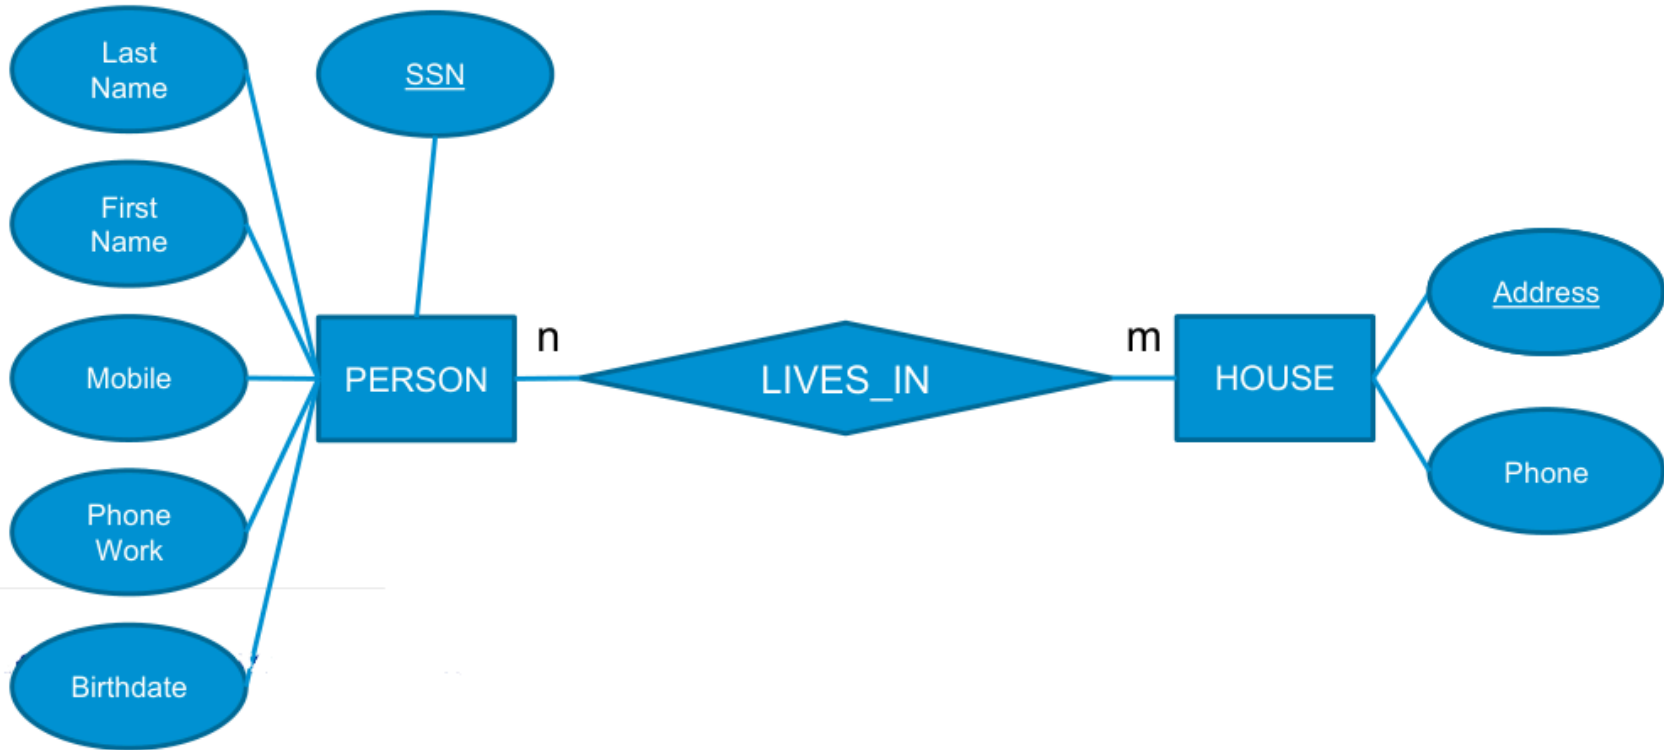 Last
Name
SSN
First
Name
Mobile
Phone
Work
Birthdate
PERSON
n
LIVES_IN
m
HOUSE
Address
Phone